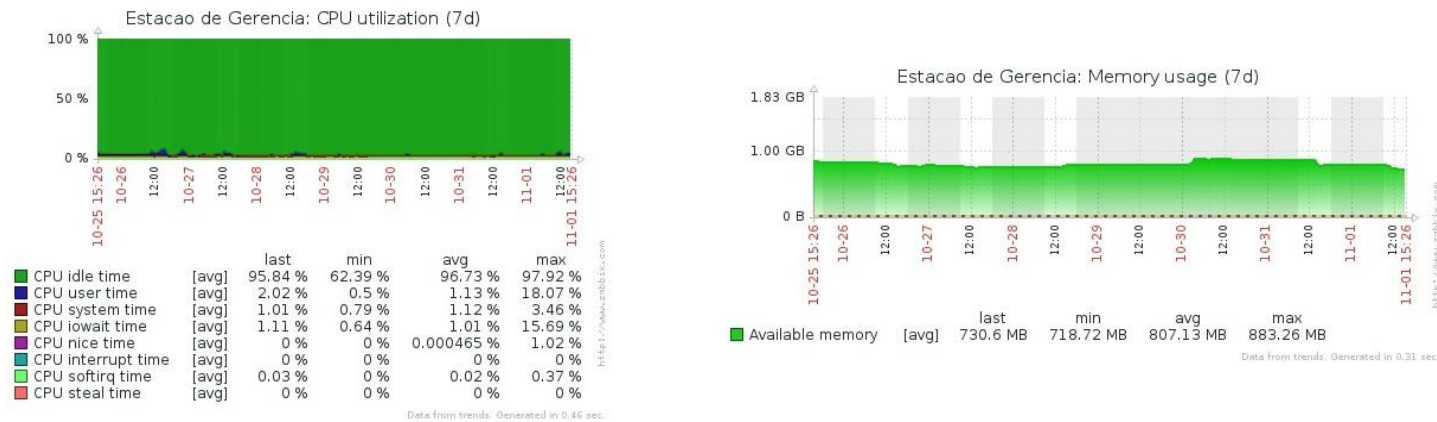 Estacao de Gerencia: CPU utilization (7d)
100 %
50 %
0 %
10-25 15:26
10-26
12:00
10-27
12:00
10-28
12:00
10-29
12:00
10-30
12:00
10-31
12:00
11-01
12:00
11-01 15:26
last min avg max
CPU idle time [avg] 95.84 % 62.39 % 96.73 % 97.92 %
CPU user time [avg] 2.02 % 0.5 % 1.13 % 18.07 %
CPU system time [avg] 1.01 % 0.79 % 1.12 % 3.46 %
CPU iowait time [avg] 1.11 % 0.64 % 1.01 % 15.69 %
CPU nice time [avg] 0 % 0 % 0.000465 % 1.02 %
CPU interrupt time [avg] 0 % 0 % 0 % 0 %
CPU softirq time [avg] 0.03 % 0 % 0.02 % 0.37 %
CPU steal time [avg] 0 % 0 % 0 % 0 %
http://www.zabbix.com
Data from trends. Generated in 0.46 sec.
Estacao de Gerencia: Memory usage (7d)
1.83 GB
1.00 GB
0 B
10-25 15:26
10-26
12:00
10-27
12:00
10-28
12:00
10-29
12:00
10-30
12:00
10-31
12:00
11-01
12:00
11-01 15:26
last min avg max
Available memory [avg] 730.6 MB 718.72 MB 807.13 MB 883.26 MB
Data from trends. Generated in 0.31 sec